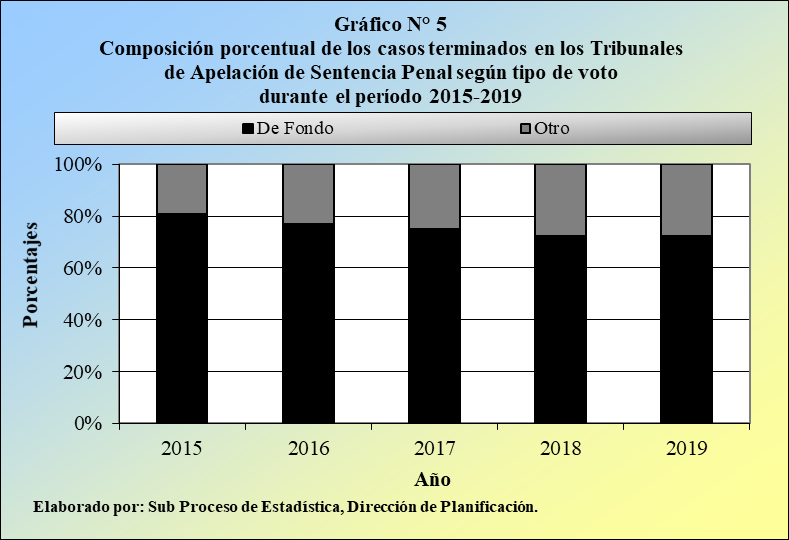 Gráfico N° 5
Composición porcentual de los casos terminados en los Tribunales
de Apelación de Sentencia Penal según tipo de voto
durante el período 2015-2019
De Fondo
Otro
100%
80%
60%
40%
20%
0%
Porcentajes
2015
2016
2017
2018
2019
Año
Elaborado por: Sub Proceso de Estadística, Dirección de Planificación.